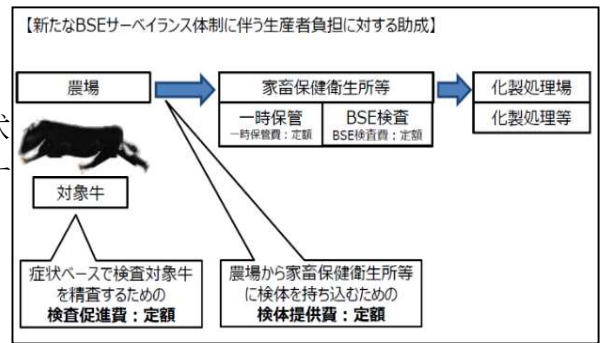 【新たなBSEサーベイランス体制に伴う生産者負担に対する助成】
農場
家畜保健衛生所等
化製処理場
一時保管
一時保管費：定額
BSE検査
BSE検査費：定額
化製処理等
対象牛
症状ベースで検査対象牛
を精査するための
検査促進費：定額
農場から家畜保健衛生所等
に検体を持ち込むための
検体提供費：定額